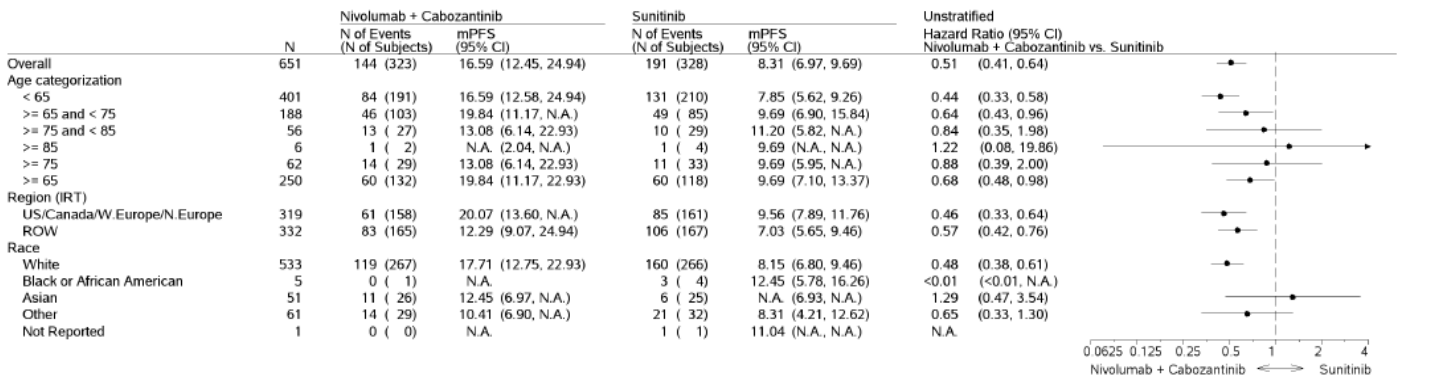 Nivolumab + Cabozantinib Sunitinib Unstratified
N of Events mPFS N of Events mPFS Hazard Ratio (95% CI)
N (N of Subjects) (95% CI) (N of Subjects) (95% CI) Nivolumab + Cabozantinib vs. Sunitinib
Overall 651 144 (323) 16.59 (12.45, 24.94) 191 (328) 8.31 (6.97, 9.69) 0.51 (0.41, 0.64)
Age categorization
< 65 401 84 (191) 16.59 (12.58, 24.94) 131 (210) 7.85 (5.62, 9.26) 0.44 (0.33, 0.58)
>= 65 and < 75 188 46 (103) 19.84 (11.17, N.A.) 49 ( 85) 9.69 (6.90, 15.84) 0.64 (0.43, 0.96)
>= 75 and < 85 56 13 ( 27) 13.08 (6.14, 22.93) 10 ( 29) 11.20 (5.82, N.A.) 0.84 (0.35, 1.98)
>= 85 6 1 ( 2) N.A. (2.04, N.A.) 1 ( 4) 9.69 (N.A., N.A.) 1.22 (0.08, 19.86)
>= 75 62 14 ( 29) 13.08 (6.14, 22.93) 11 ( 33) 9.69 (5.95, N.A.) 0.88 (0.39, 2.00)
>= 65 250 60 (132) 19.84 (11.17, 22.93) 60 (118) 9.69 (7.10, 13.37) 0.68 (0.48, 0.98)
Region (IRT)
US/Canada/W.Europe/N.Europe 319 61 (158) 20.07 (13.60, N.A.) 85 (161) 9.56 (7.89, 11.76) 0.46 (0.33, 0.64)
ROW 332 83 (165) 12.29 (9.07, 24.94) 106 (167) 7.03 (5.65, 9.46) 0.57 (0.42, 0.76)
Race
White 533 119 (267) 17.71 (12.75, 22.93) 160 (266) 8.15 (6.80, 9.46) 0.48 (0.38, 0.61)
Black or African American 5 0 ( 1) N.A. 3 ( 4) 12.45 (5.78, 16.26) <0.01 (<0.01, N.A.)
Asian 51 11 ( 26) 12.45 (6.97, N.A.) 6 ( 25) N.A. (6.93, N.A.) 1.29 (0.47, 3.54)
Other 61 14 ( 29) 10.41 (6.90, N.A.) 21 ( 32) 8.31 (4.21, 12.62) 0.65 (0.33, 1.30)
Not Reported 1 0 ( 0) N.A. 1 ( 1) 11.04 (N.A., N.A.) N.A.
0.0625 0.125 0.25 0.5 1 2 4
Nivolumab + Cabozantinib Sunitinib